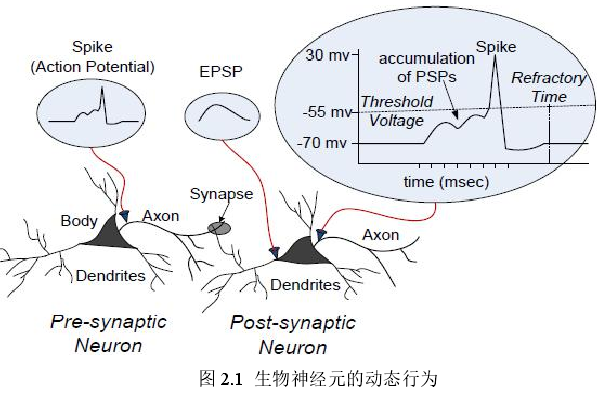 Spike
(Action Potential)
EPSP
30 mv
-55 mv
-70 mv
accumulation
of PSPs
Spike
Threshold
Voltage
Refractory
Time
time (msec)
Synapse
Body
Axon
Dendrites
Axon
Dendrites
Pre-synaptic
Neuron
Post-synaptic
Neuron
图 2.1 生物神经元的动态行为